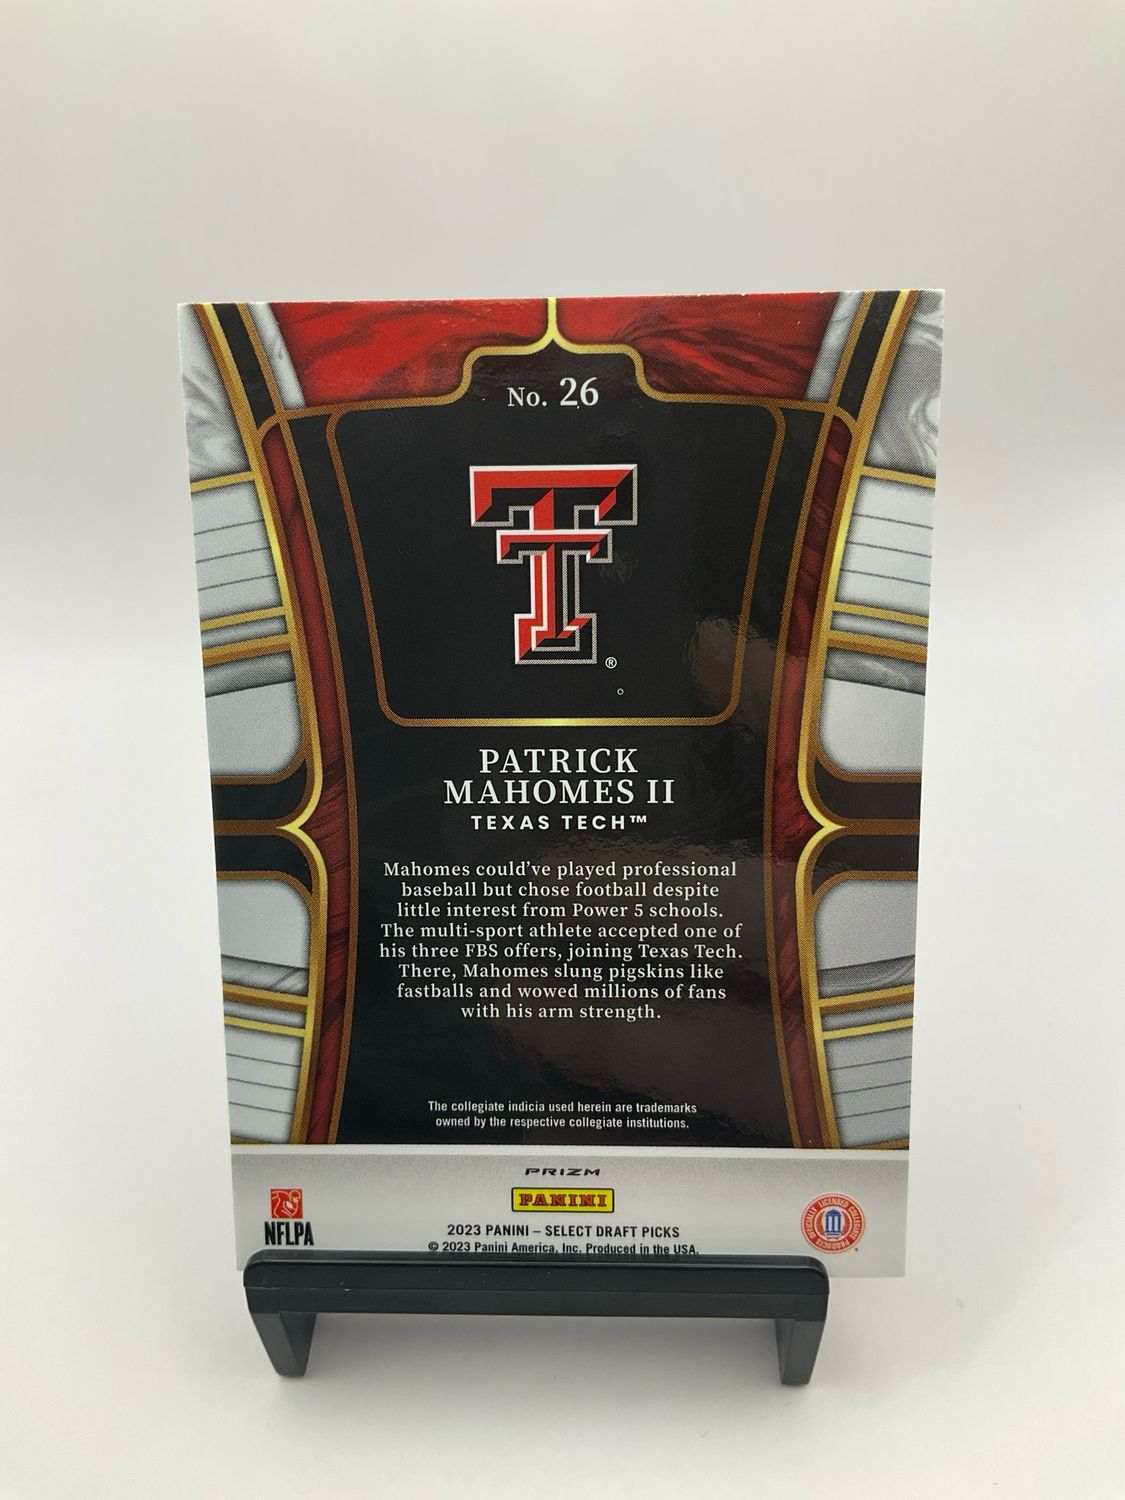 No. 26
®
PATRICK
MAHOMES II
TEXAS TECH™
Mahomes could've played professional
baseball but chose football despite
little interest from Power 5 schools.
The multi-sport athlete accepted one of
his three FBS offers, joining Texas Tech.
There, Mahomes slung pigskins like
fastballs and wowed millions of fans
with his arm strength.
The collegiate indicia used herein are trademarks
owned by the respective collegiate institutions.
PRIZM
PANINI
NFLPA
OFFICIALLY LICENSED COLLEGIATE PRODUCTS
2023 PANINI – SELECT DRAFT PICKS
© 2023 Panini America, Inc. Produced in the USA.